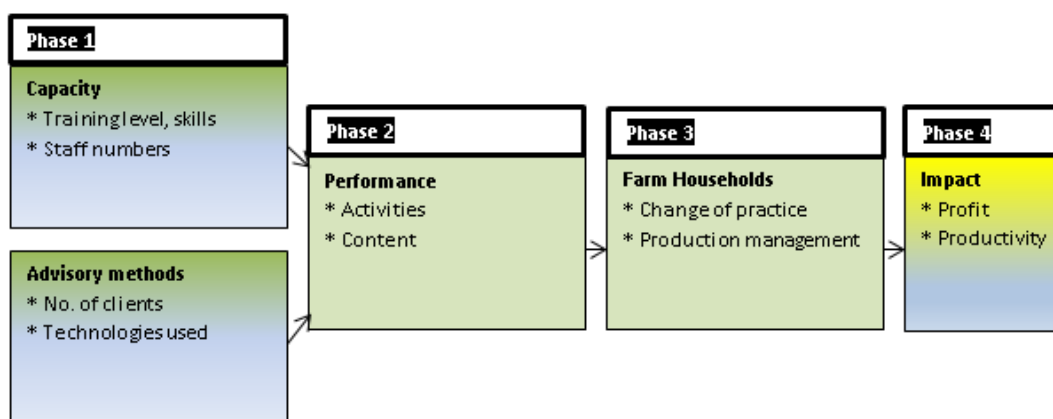 Phase 1
Capacity
* Training level, skills
* Staff numbers
Advisory methods
* No. of clients
* Technologies used
Phase 2
Performance
* Activities
* Content
Phase 3
Farm Households
* Change of practice
* Production management
Phase 4
Impact
* Profit
* Productivity